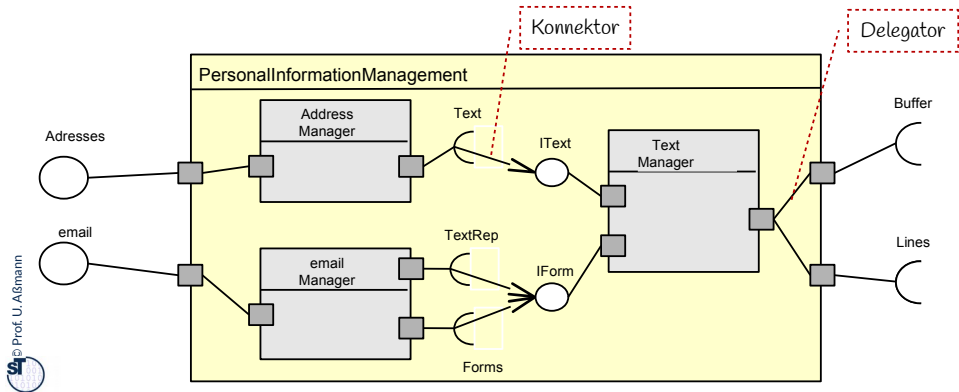 Konnektor
Delegator
PersonalInformationManagement
Address
Manager
Text
Buffer
Adresses
IText
Text
Manager
email
TextRep
email
Manager
IForm
Lines
Forms
© Prof. U. Aßmann
ST